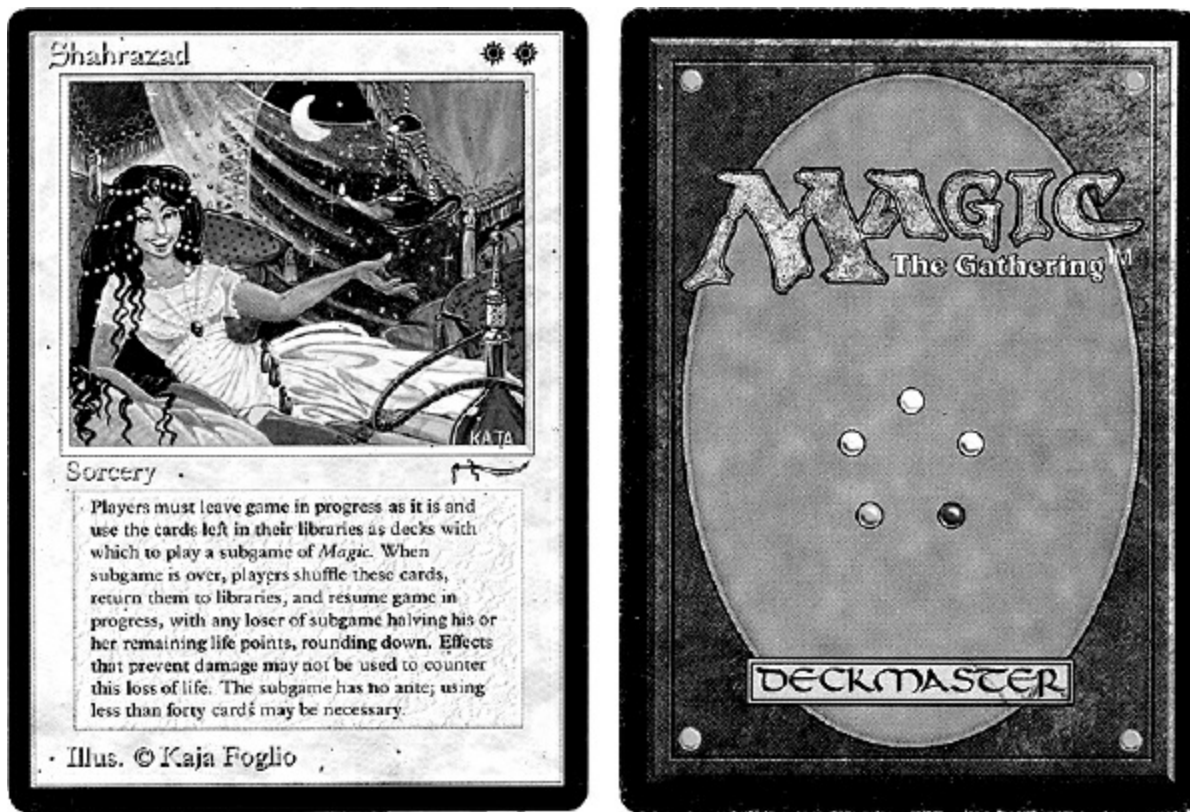 Shahrazad
KAJA
Sorcery
Players must leave game in progress as it is and
use the cards left in their libraries as decks with
which to play a subgame of Magic. When
subgame is over, players shuffle these cards,
return them to libraries, and resume game in
progress, with any loser of subgame halving his or
her remaining life points, rounding down. Effects
that prevent damage may not be used to counter
this loss of life. The subgame has no ante; using
less than forty cards may be necessary.
Illus. © Kaja Foglio
MAGIC
The Gathering™
DECKMASTER